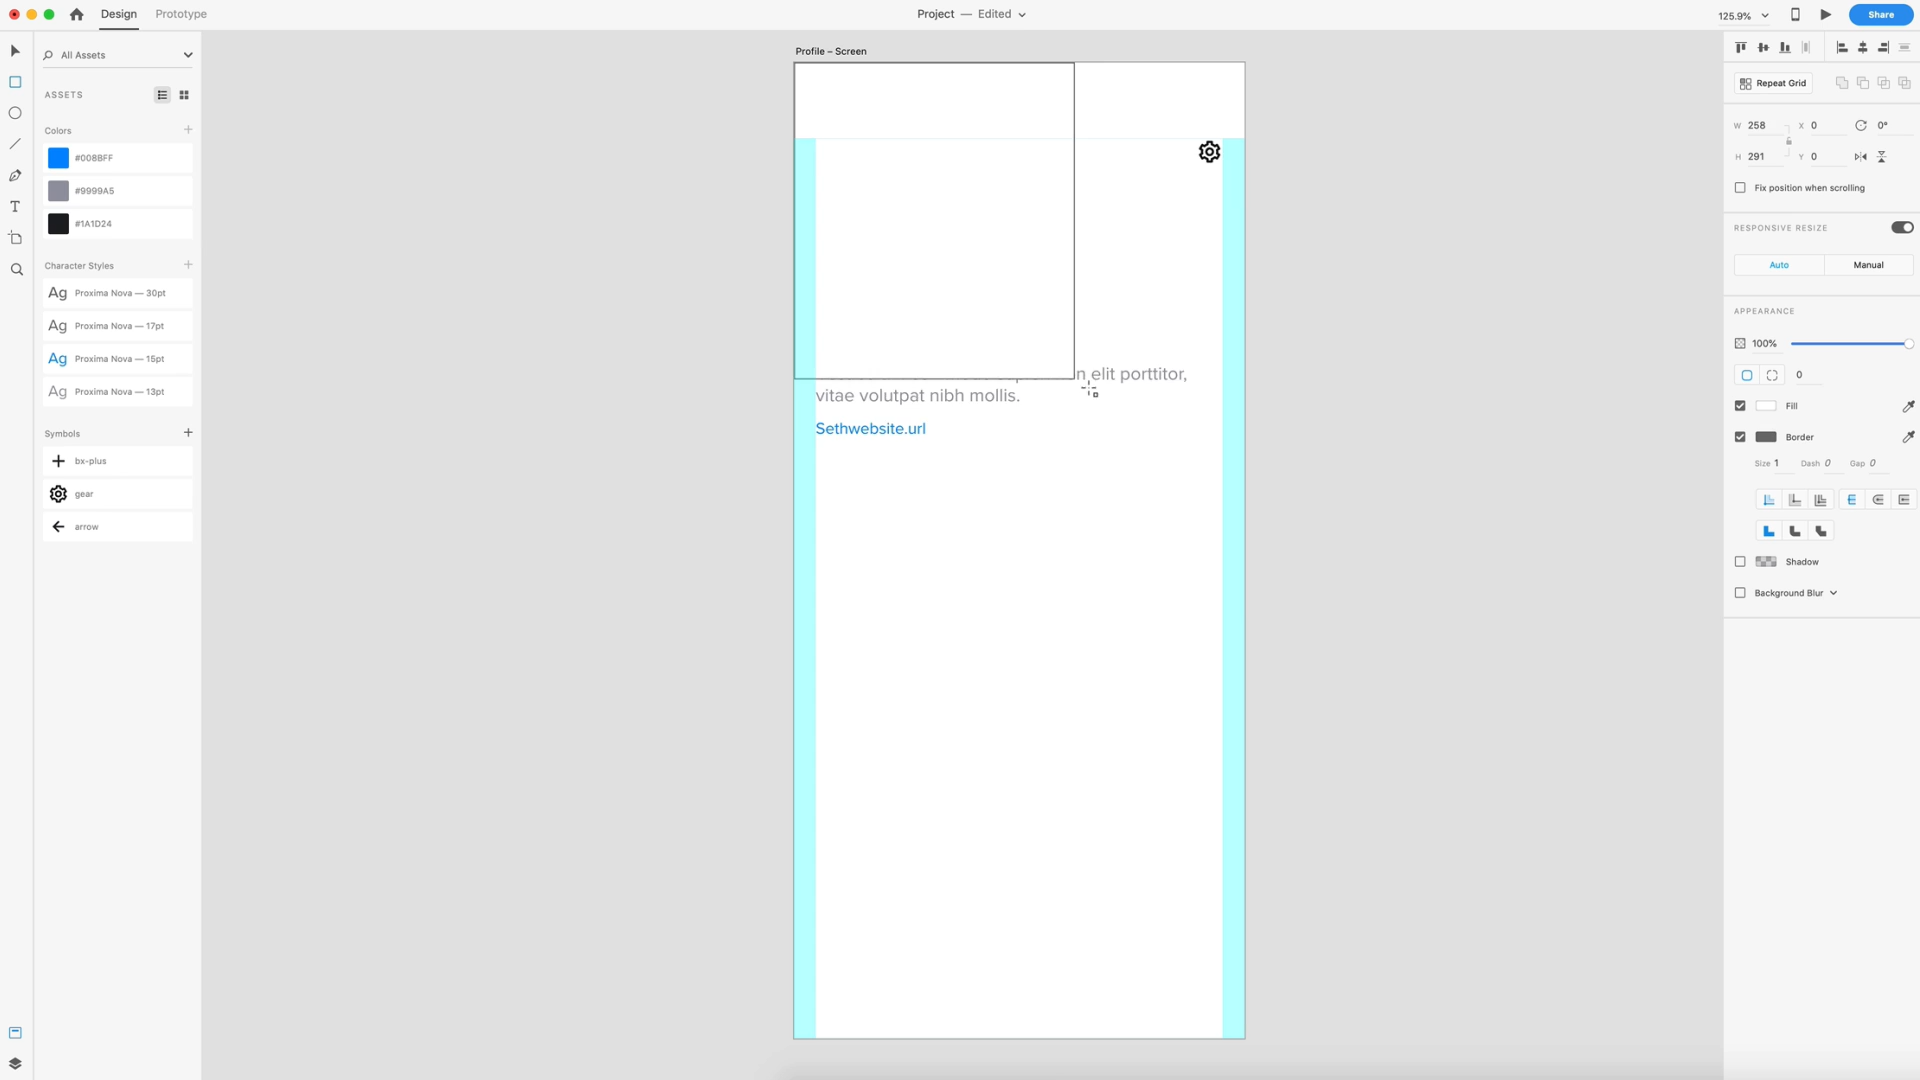 Design
Prototype
Project — Edited
125.9%
Share
All Assets
ASSETS
Colors
#008BFF
#9999A5
#1A1D24
Character Styles
Ag Proxima Nova — 30pt
Ag Proxima Nova — 17pt
Ag Proxima Nova — 15pt
Ag Proxima Nova — 13pt
Symbols
bx-plus
gear
arrow
Profile – Screen
n elit porttitor,
vitae volutpat nibh mollis.
Sethwebsite.url
Repeat Grid
W 258 X 0 0°
H 291 Y 0
Fix position when scrolling
RESPONSIVE RESIZE
Auto Manual
APPEARANCE
100%
0
Fill
Border
Size 1 Dash 0 Gap 0
Shadow
Background Blur